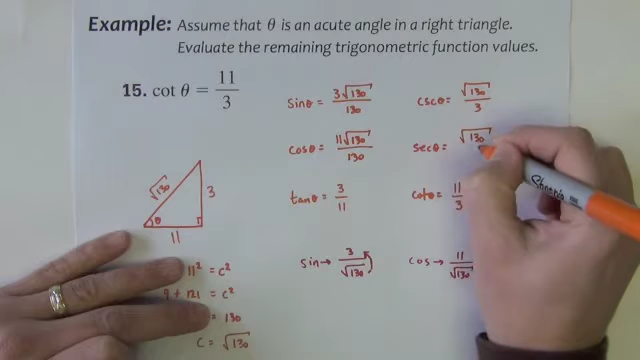 Example: Assume that θ is an acute angle in a right triangle.
Evaluate the remaining trigonometric function values.
15. cot θ = 11/3
sinθ = 3√130/130
cscθ = √130/3
cosθ = 11√130/130
secθ = √130
tanθ = 3/11
cotθ = 11/3
√130
3
θ
11
sin → 3/√130
cos → 11/√130
11² = c²
9 + 121 = c²
= 130
c = √130
Sharpie